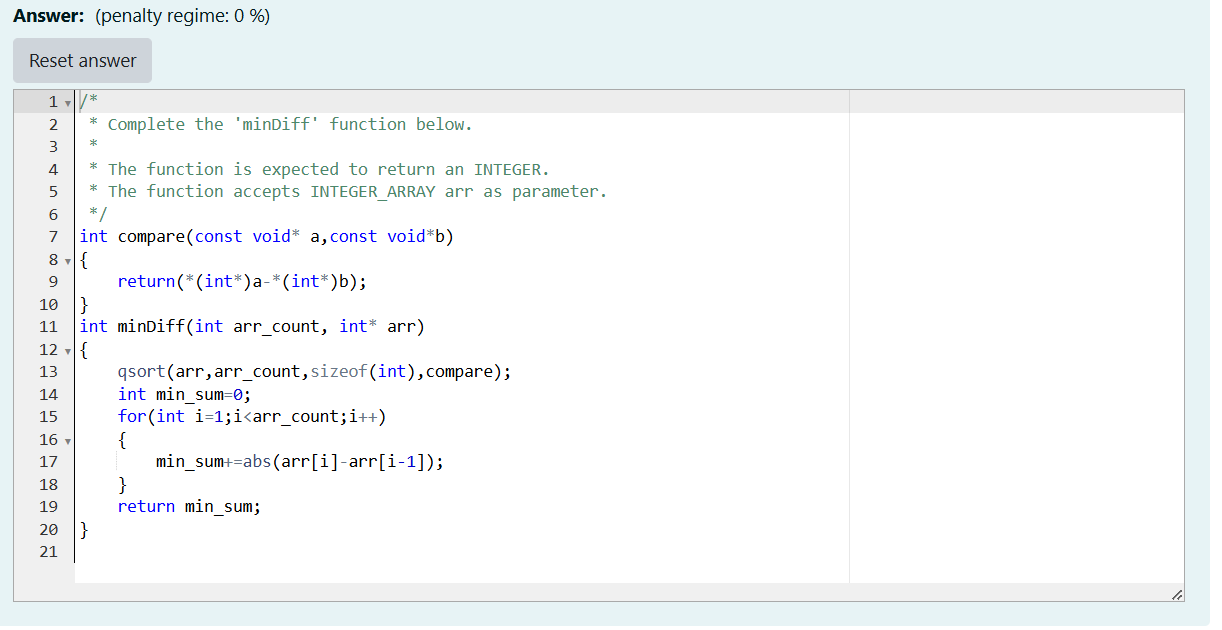 Answer: (penalty regime: 0 %)
Reset answer
1 /*
2  * Complete the 'minDiff' function below.
3  *
4  * The function is expected to return an INTEGER.
5  * The function accepts INTEGER_ARRAY arr as parameter.
6  */
7 int compare(const void* a,const void*b)
8 {
9     return(*(int*)a-*(int*)b);
10 }
11 int minDiff(int arr_count, int* arr)
12 {
13     qsort(arr,arr_count,sizeof(int),compare);
14     int min_sum=0;
15     for(int i=1;i<arr_count;i++)
16     {
17         min_sum+=abs(arr[i]-arr[i-1]);
18     }
19     return min_sum;
20 }
21